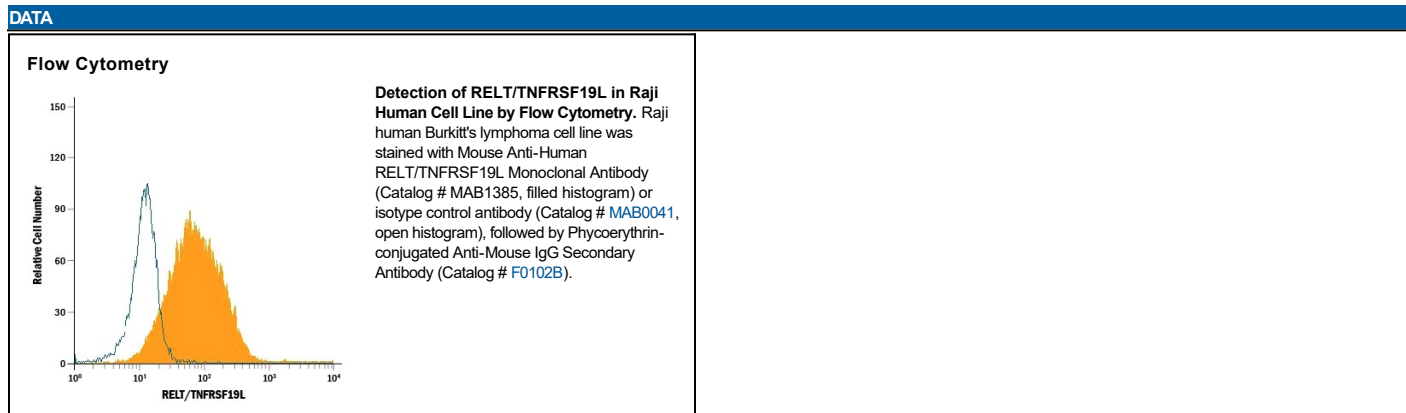 DATA
Flow Cytometry
Detection of RELT/TNFRSF19L in Raji
Human Cell Line by Flow Cytometry. Raji
human Burkitt's lymphoma cell line was
stained with Mouse Anti-Human
RELT/TNFRSF19L Monoclonal Antibody
(Catalog # MAB1385, filled histogram) or
isotype control antibody (Catalog # MAB0041,
open histogram), followed by Phycoerythrin-
conjugated Anti-Mouse IgG Secondary
Antibody (Catalog # F0102B).
150
120
90
60
30
0
Relative Cell Number
10⁰ 10¹ 10² 10³ 10⁴
RELT/TNFRSF19L